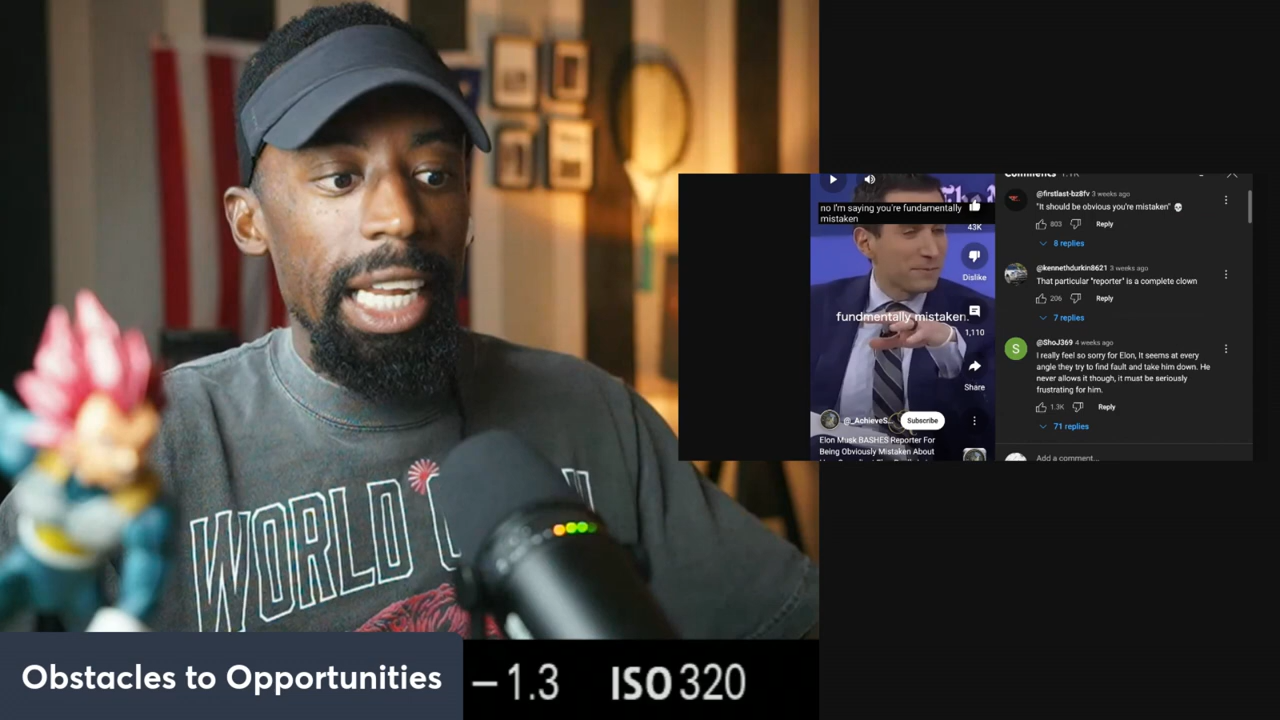 WORLD
Obstacles to Opportunities
–1.3 ISO 320
no I'm saying you're fundamentally
mistaken
43K
Dislike
fundmentally mistaken.
1,110
Share
@_AchieveS...
Subscribe
Elon Musk BASHES Reporter For
Being Obviously Mistaken About
Comments 1.1K
@firstlast-bz8fv 3 weeks ago
"It should be obvious you're mistaken" 💀
803 Reply
8 replies
@kennethdurkin8621 3 weeks ago
That particular "reporter" is a complete clown
206 Reply
7 replies
S
@ShoJ369 4 weeks ago
I really feel so sorry for Elon, It seems at every
angle they try to find fault and take him down. He
never allows it though, it must be seriously
frustrating for him.
1.3K Reply
71 replies
Add a comment...